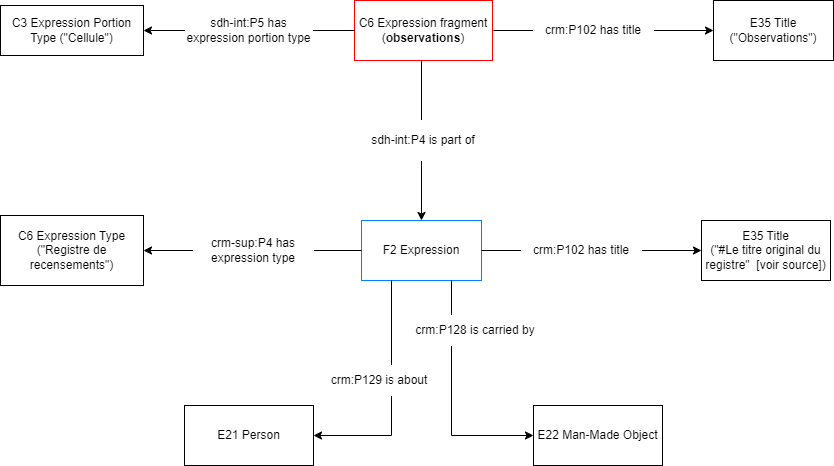 C3 Expression Portion
Type ("Cellule")
sdh-int:P5 has
expression portion type
C6 Expression fragment
(observations)
crm:P102 has title
E35 Title
("Observations")
sdh-int:P4 is part of
C6 Expression Type
("Registre de
recensements")
crm-sup:P4 has
expression type
F2 Expression
crm:P102 has title
E35 Title
("#Le titre original du
registre" [voir source])
crm:P128 is carried by
crm:P129 is about
E21 Person
E22 Man-Made Object